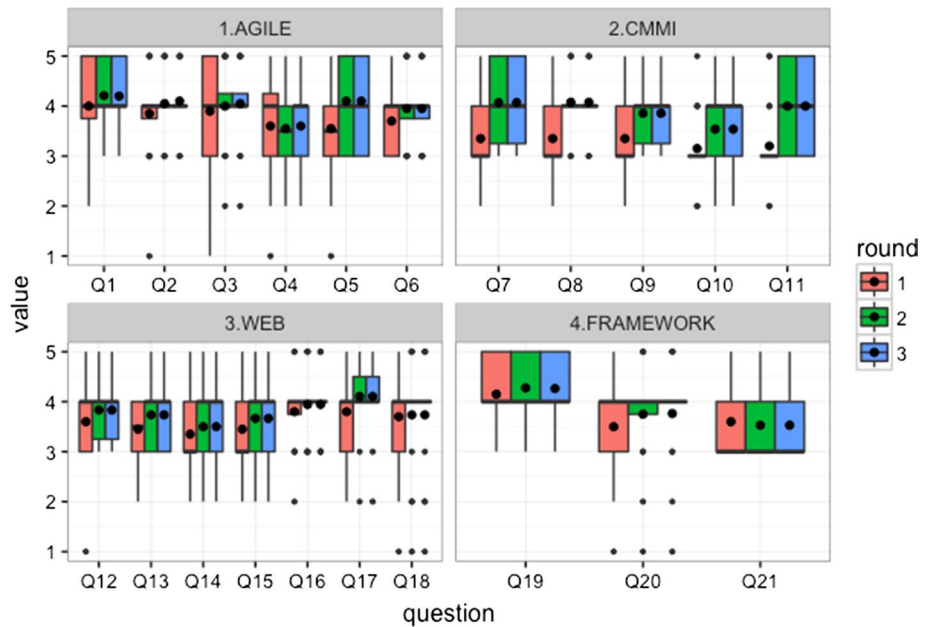 1.AGILE
2.CMMI
5
4
3
2
1
Q1 Q2 Q3 Q4 Q5 Q6
Q7 Q8 Q9 Q10 Q11
value
round
1
2
3
3.WEB
4.FRAMEWORK
5
4
3
2
1
Q12 Q13 Q14 Q15 Q16 Q17 Q18
Q19 Q20 Q21
question